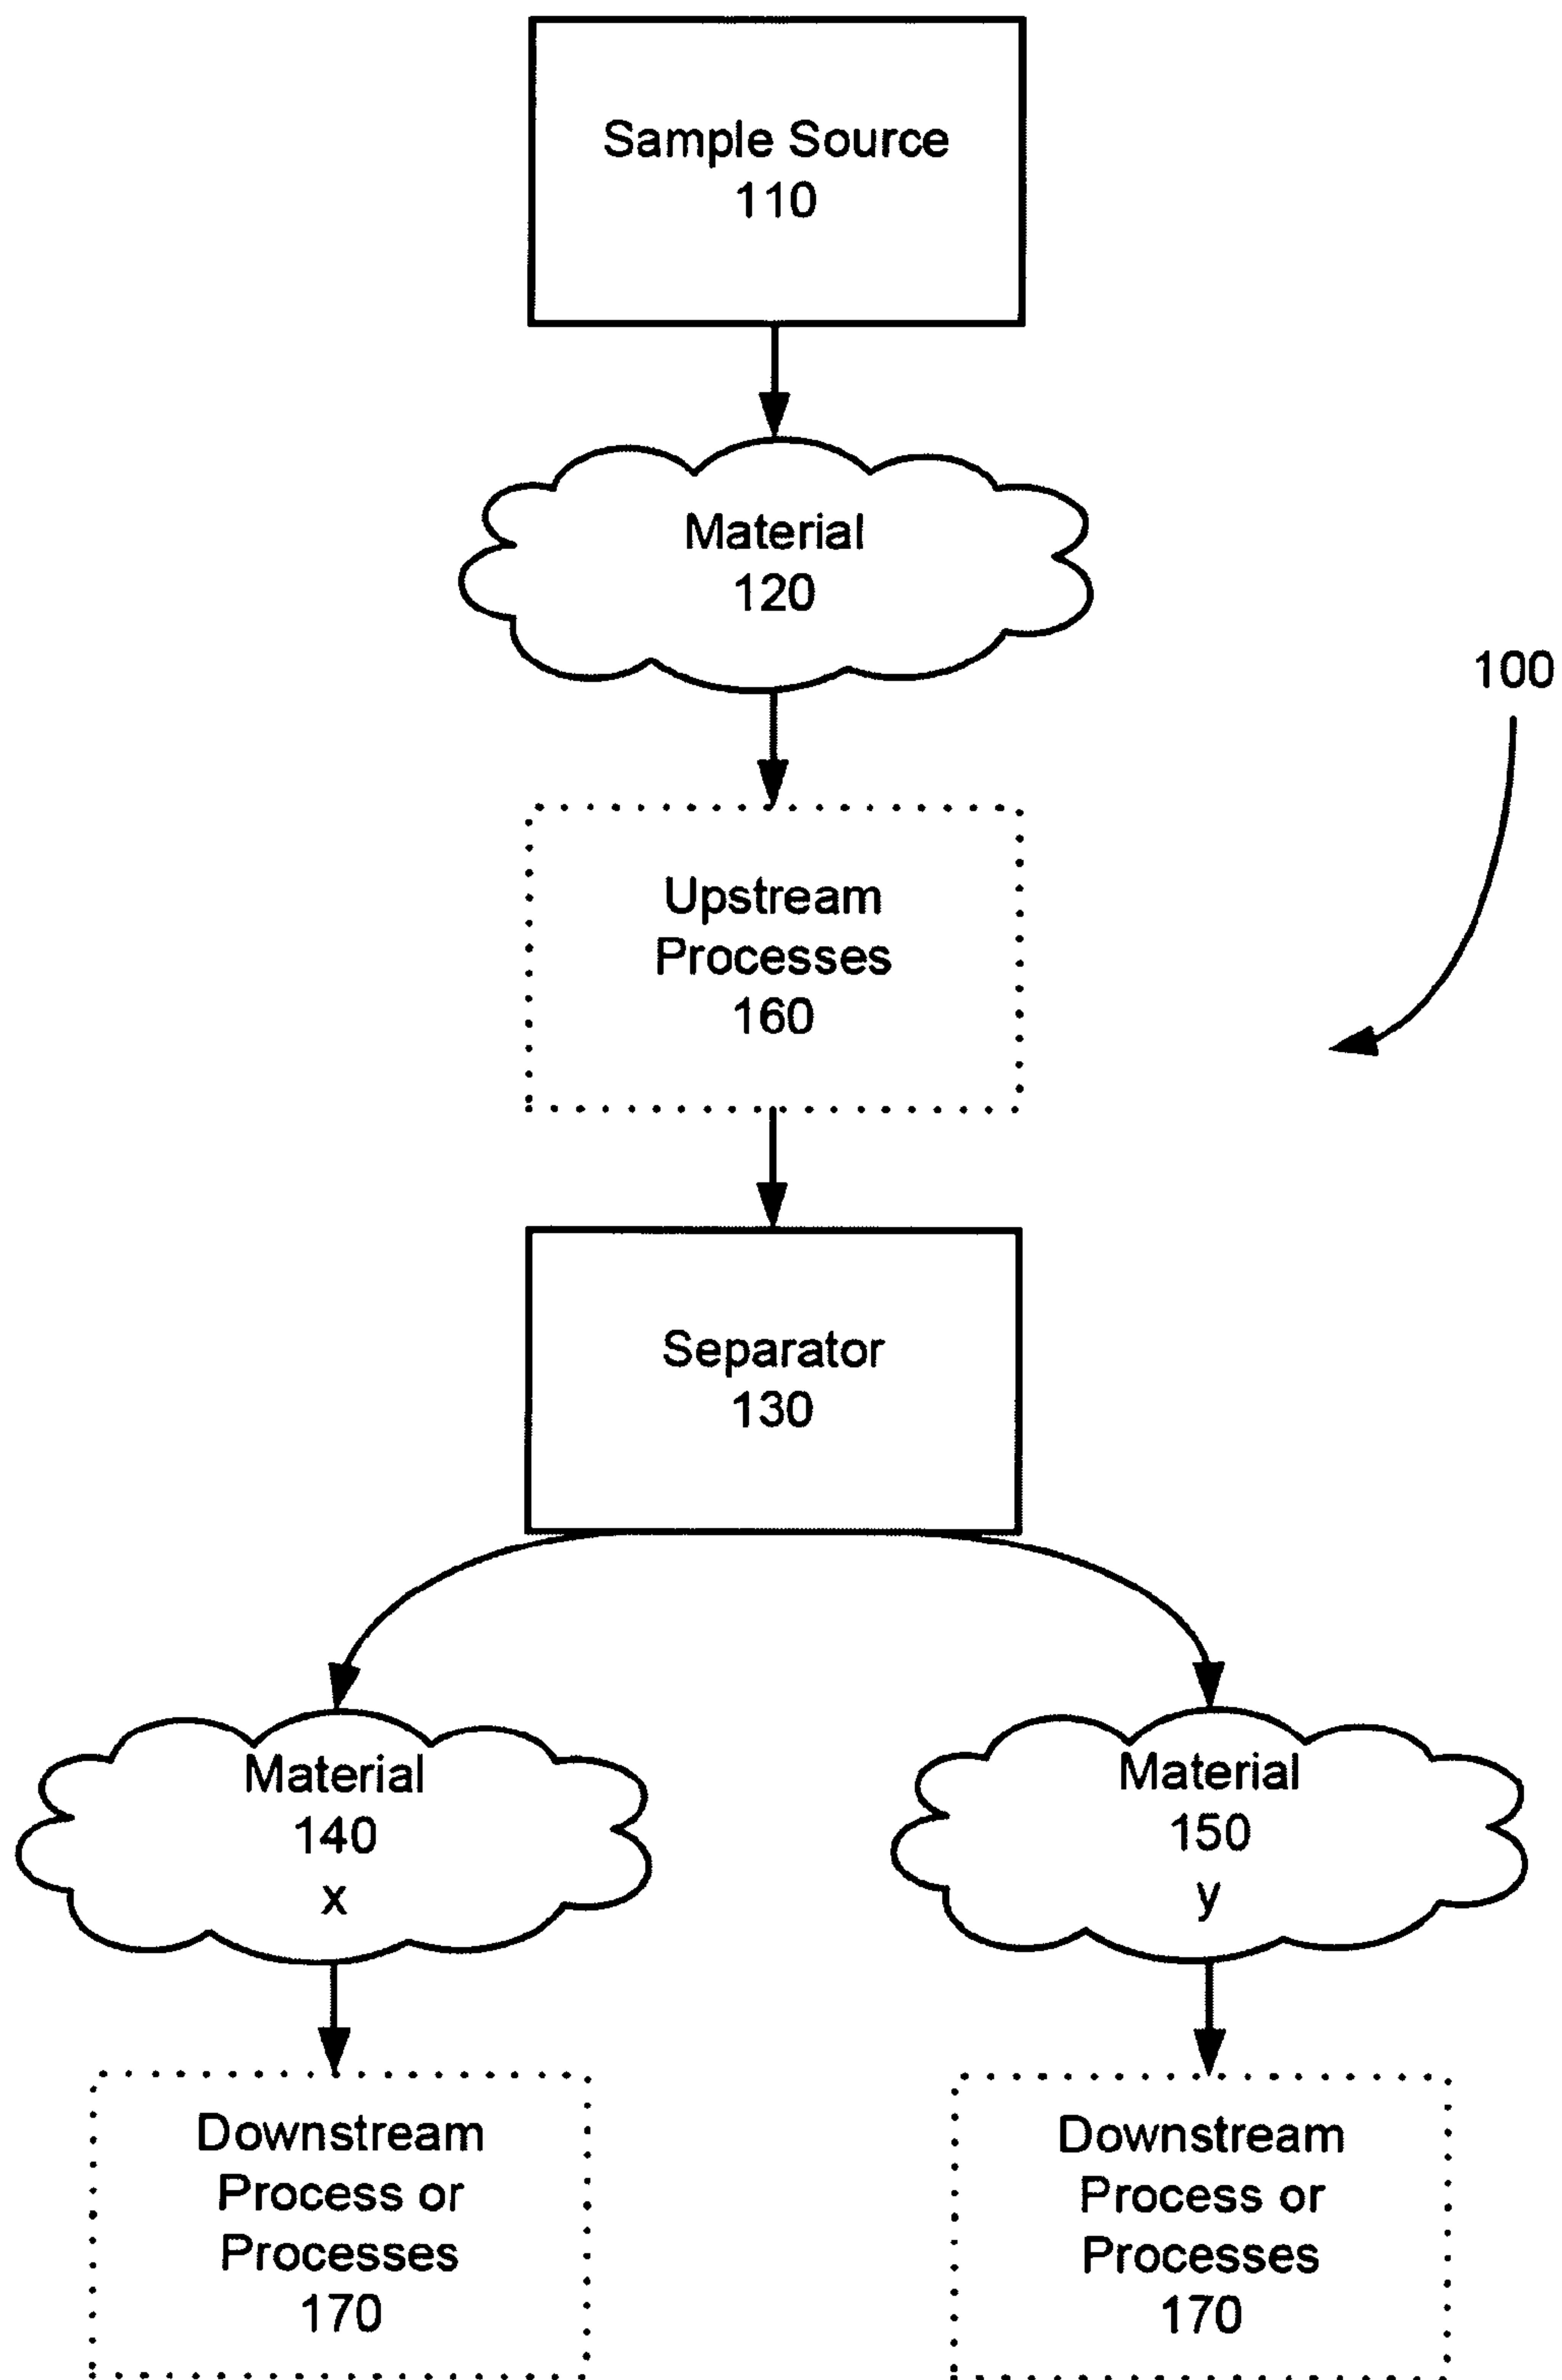 Sample Source
110
Material
120
100
Upstream
Processes
160
Separator
130
Material
140
x
Material
150
y
Downstream
Process or
Processes
170
Downstream
Process or
Processes
170